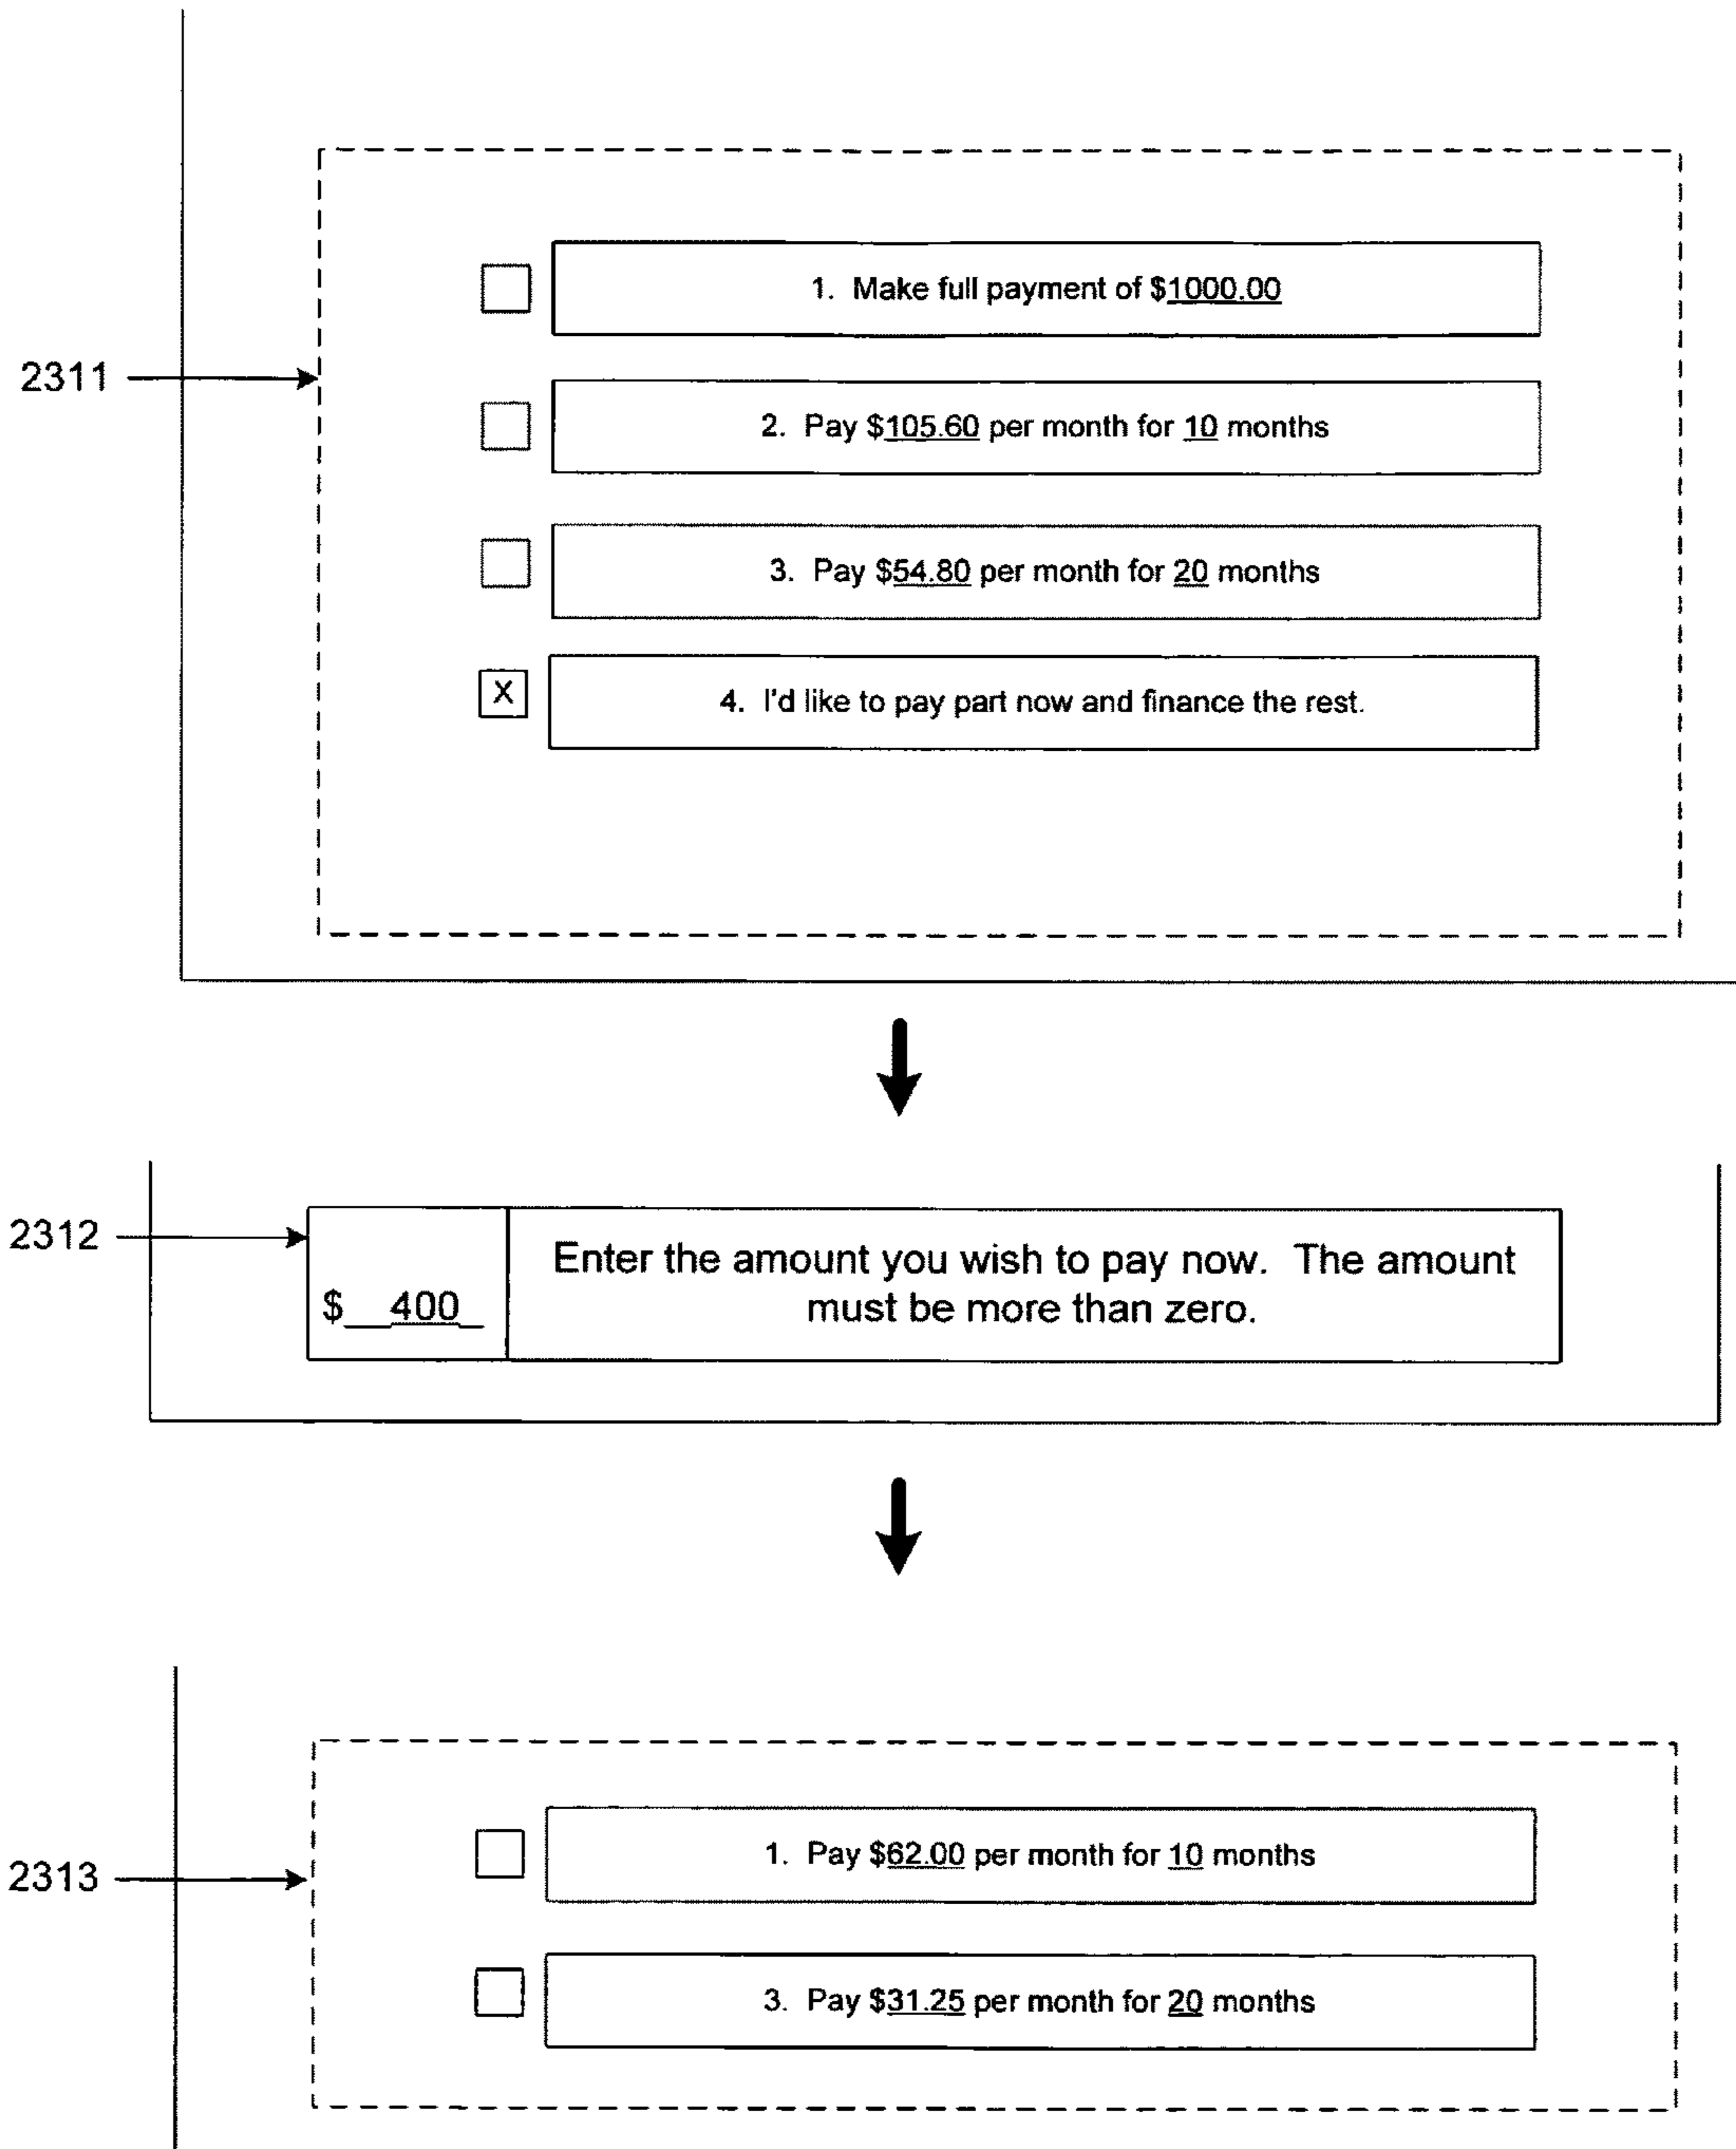 1. Make full payment of $1000.00
2311
2. Pay $105.60 per month for 10 months
3. Pay $54.80 per month for 20 months
X
4. I'd like to pay part now and finance the rest.
2312
$ 400
Enter the amount you wish to pay now. The amount
must be more than zero.
1. Pay $62.00 per month for 10 months
2313
3. Pay $31.25 per month for 20 months